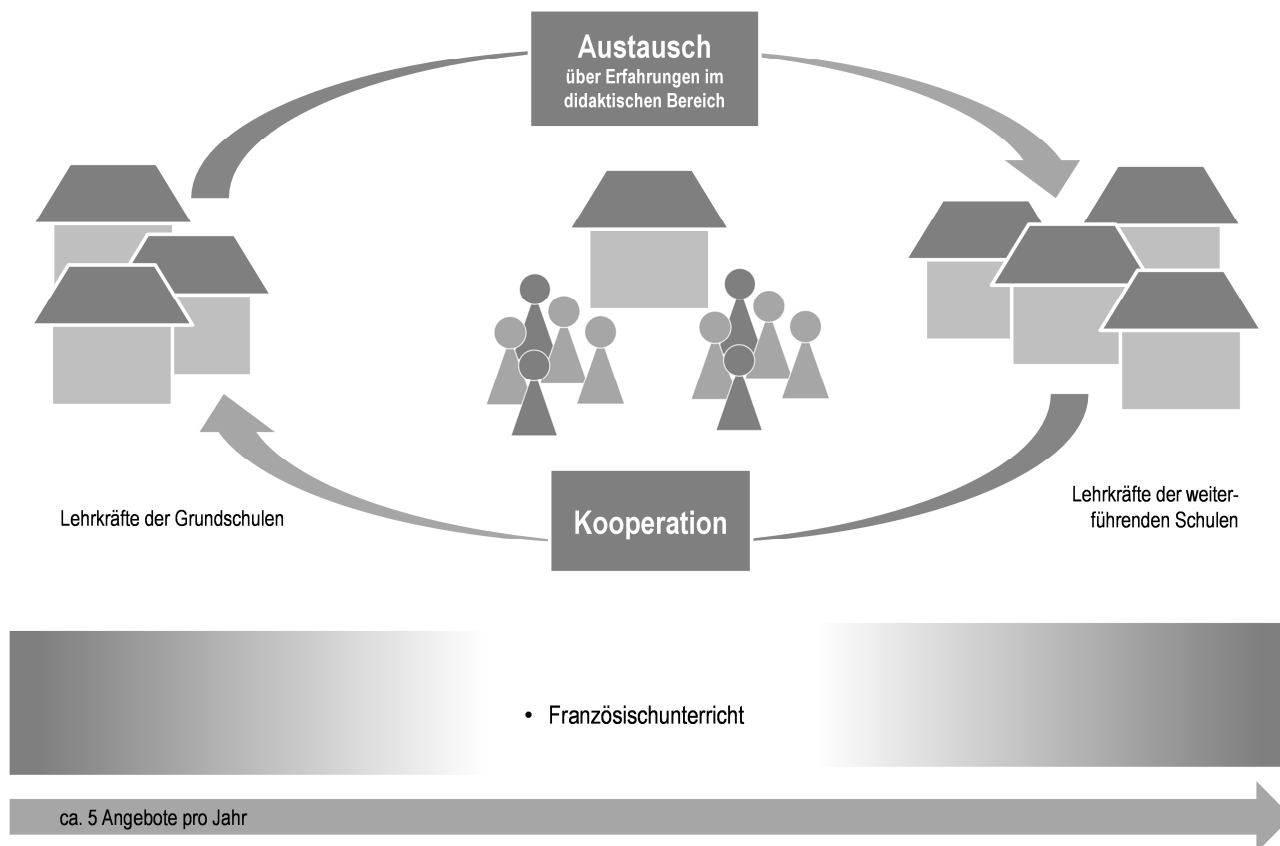 Austausch
über Erfahrungen im
didaktischen Bereich
Lehrkräfte der Grundschulen
Kooperation
Lehrkräfte der weiter-
führenden Schulen
• Französischunterricht
ca. 5 Angebote pro Jahr